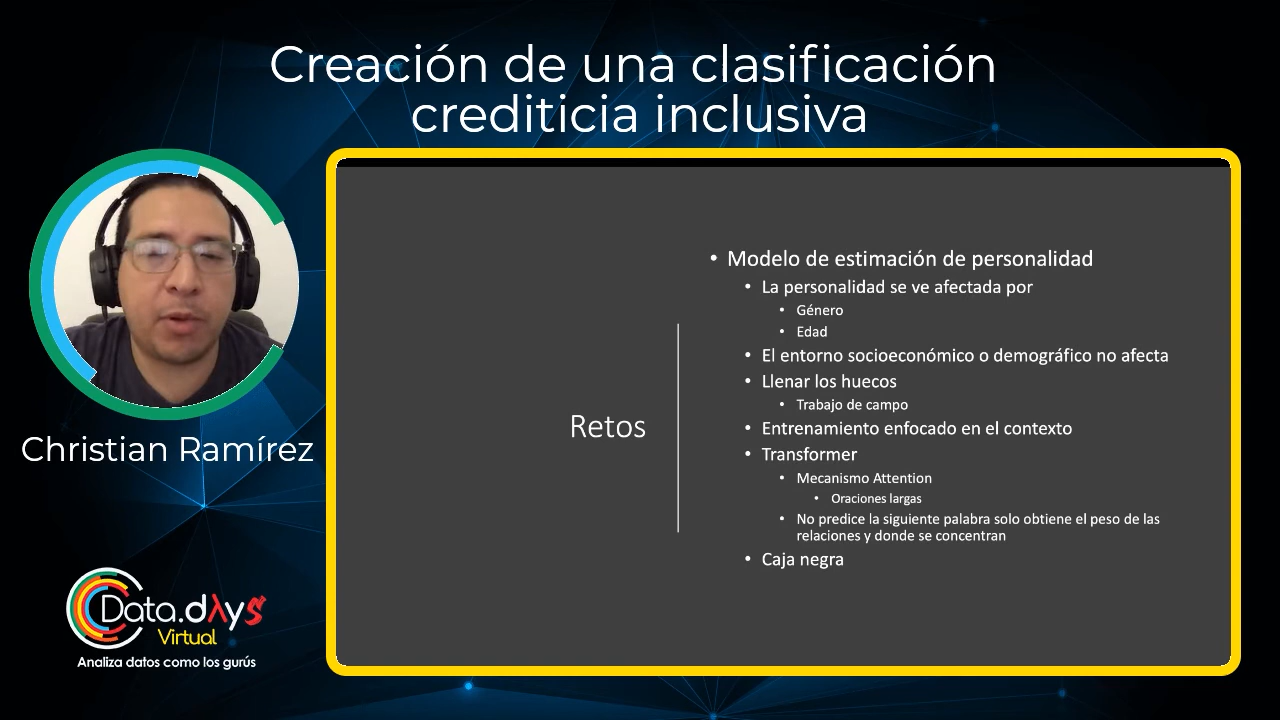 Creación de una clasificación
crediticia inclusiva
Christian Ramírez
Data.dλys
Virtual
Analiza datos como los gurús
Retos
• Modelo de estimación de personalidad
• La personalidad se ve afectada por
• Género
• Edad
• El entorno socioeconómico o demográfico no afecta
• Llenar los huecos
• Trabajo de campo
• Entrenamiento enfocado en el contexto
• Transformer
• Mecanismo Attention
• Oraciones largas
• No predice la siguiente palabra solo obtiene el peso de las
relaciones y donde se concentran
• Caja negra